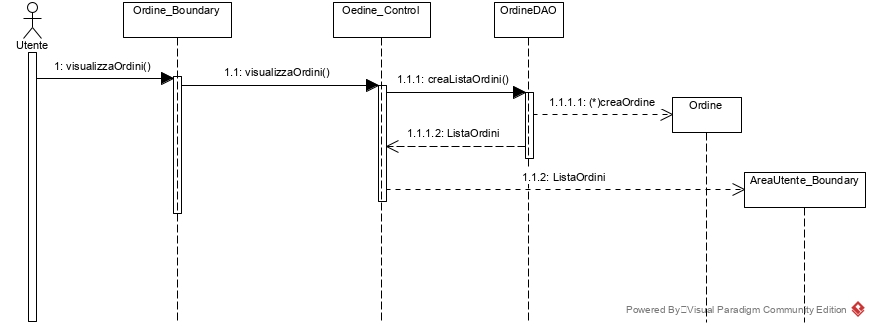 Ordine_Boundary
Oedine_Control
OrdineDAO
Utente
1: visualizzaOrdini()
1.1: visualizzaOrdini()
1.1.1: creaListaOrdini()
1.1.1.1: (*)creaOrdine
Ordine
1.1.1.2: ListaOrdini
1.1.2: ListaOrdini
AreaUtente_Boundary
Powered By Visual Paradigm Community Edition